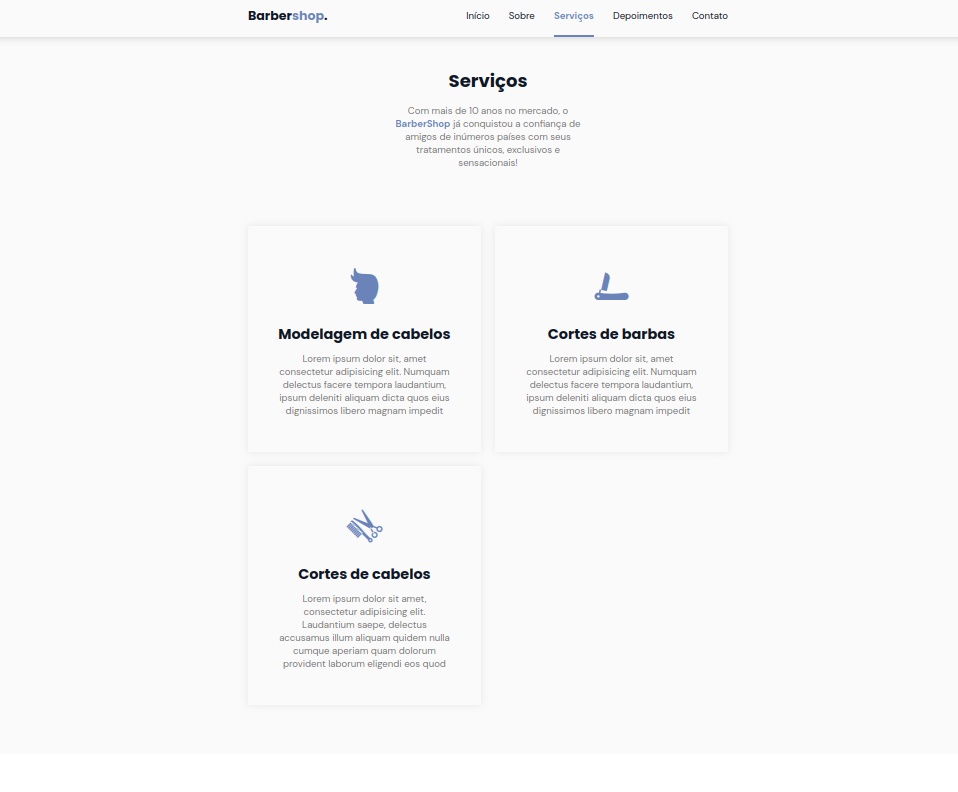 Barbershop.
Início Sobre Serviços Depoimentos Contato
Serviços
Com mais de 10 anos no mercado, o
BarberShop já conquistou a confiança de
amigos de inúmeros países com seus
tratamentos únicos, exclusivos e
sensacionais!
Modelagem de cabelos
Lorem ipsum dolor sit, amet
consectetur adipisicing elit. Numquam
delectus facere tempora laudantium,
ipsum deleniti aliquam dicta quos eius
dignissimos libero magnam impedit
Cortes de barbas
Lorem ipsum dolor sit, amet
consectetur adipisicing elit. Numquam
delectus facere tempora laudantium,
ipsum deleniti aliquam dicta quos eius
dignissimos libero magnam impedit
Cortes de cabelos
Lorem ipsum dolor sit amet,
consectetur adipisicing elit.
Laudantium saepe, delectus
accusamus illum aliquam quidem nulla
cumque aperiam quam dolorum
provident laborum eligendi eos quod